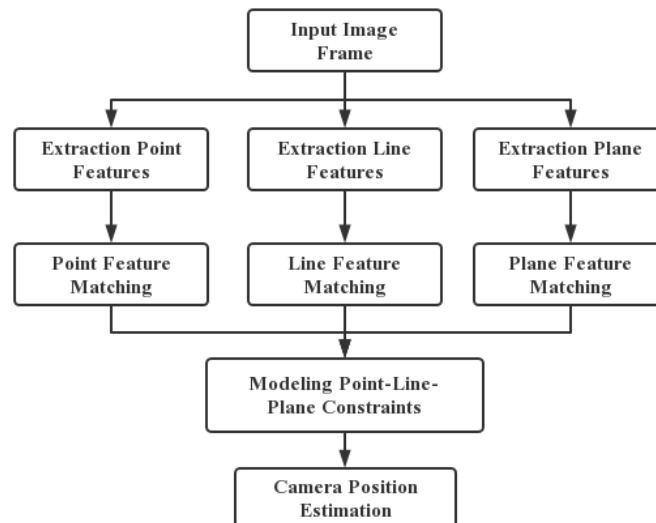 Input Image
Frame
Extraction Point
Features
Extraction Line
Features
Extraction Plane
Features
Point Feature
Matching
Line Feature
Matching
Plane Feature
Matching
Modeling Point-Line-
Plane Constraints
Camera Position
Estimation